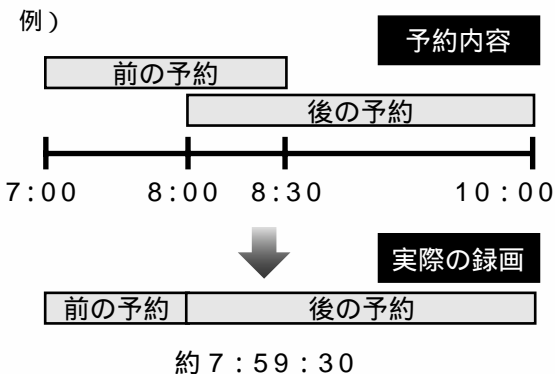 例)
予約内容
前の予約
後の予約
7:00 8:00 8:30 10:00
実際の録画
前の予約 後の予約
約7:59:30